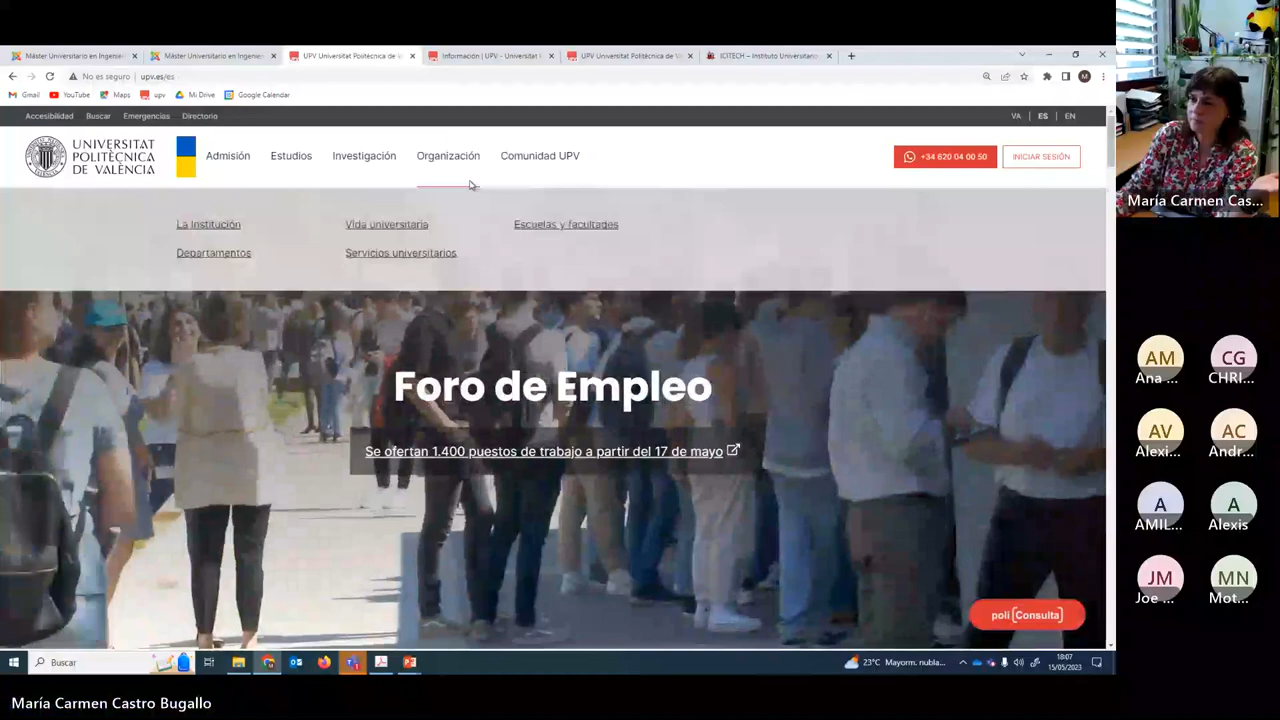 Máster Universitario en Ingenier
Máster Universitario en Ingenier
UPV Universitat Politècnica de
Información | UPV - Universitat
UPV Universitat Politècnica de V
ICITECH – Instituto Universitario
No es seguro
upv.es/es
M
Gmail
YouTube
Maps
upv
Mi Drive
Google Calendar
Accesibilidad
Buscar
Emergencias
Directorio
VA | ES | EN
UNIVERSITAT
POLITÈCNICA
DE VALÈNCIA
Admisión
Estudios
Investigación
Organización
Comunidad UPV
+34 620 04 00 50
INICIAR SESIÓN
La Institución
Vida universitaria
Escuelas y facultades
Departamentos
Servicios universitarios
Foro de Empleo
Se ofertan 1.400 puestos de trabajo a partir del 17 de mayo
poli [Consulta]
Buscar
23°C Mayorm. nubla...
18:07
15/05/2023
María Carmen Cas...
AM
Ana ...
CG
CHRI...
AV
Alexi...
AC
Andr...
A
AMIL...
A
Alexis
JM
Joe ...
MN
Mot...
María Carmen Castro Bugallo